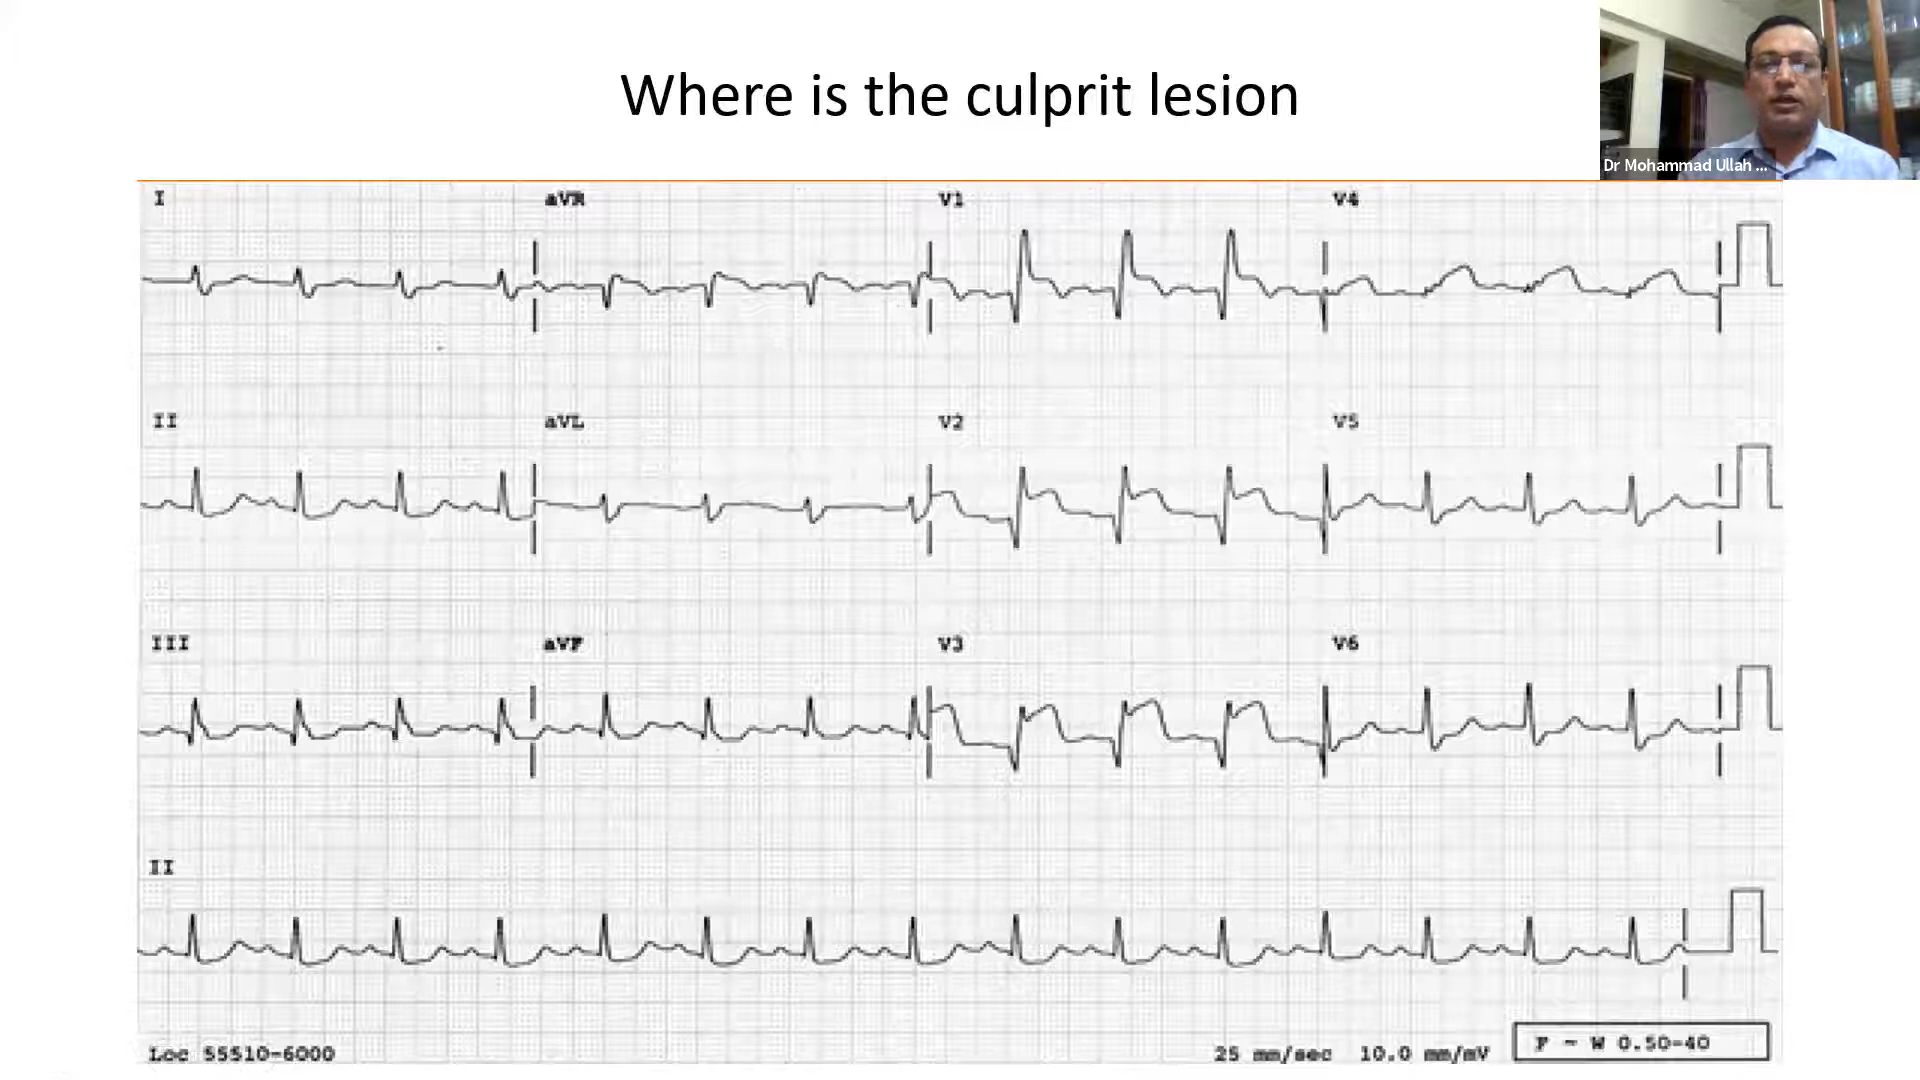 Where is the culprit lesion
Dr Mohammad Ullah ...
I aVR V1 V4
II aVL V2 V5
III aVF V3 V6
II
Loc 55510-6000
25 mm/sec 10.0 mm/mV
F ~ W 0.50-40